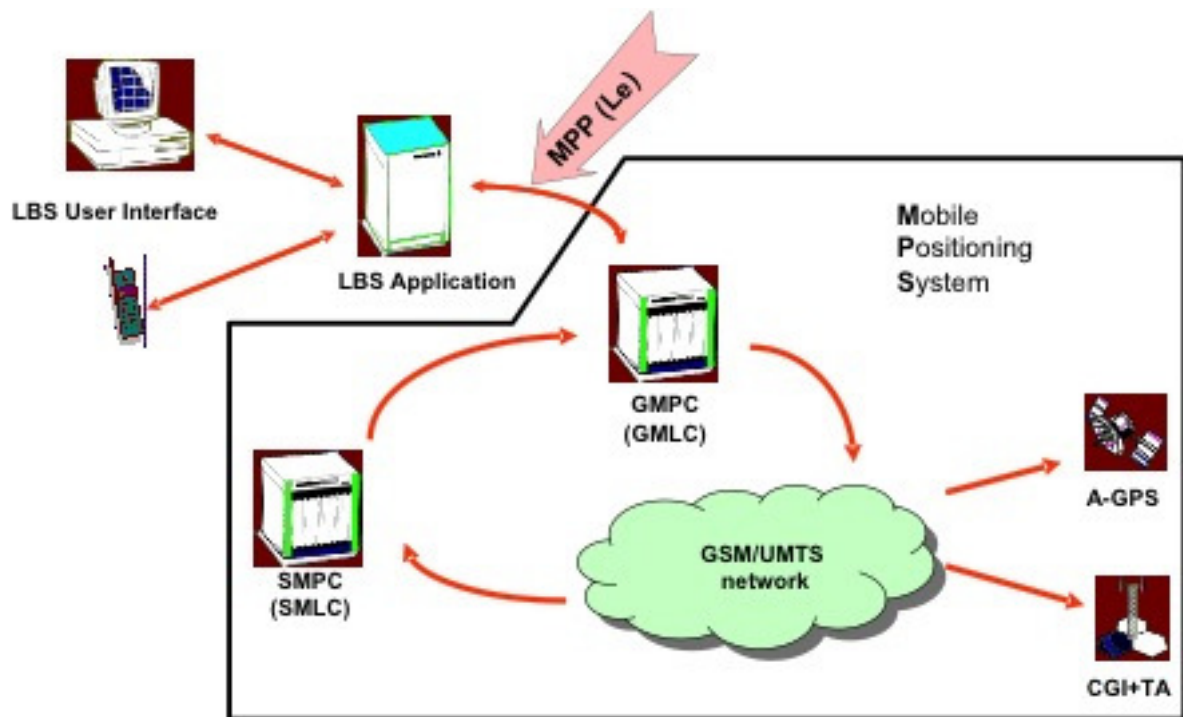 MPP (Le)
LBS User Interface
LBS Application
Mobile
Positioning
System
GMPC
(GMLC)
A-GPS
GSM/UMTS
network
SMPC
(SMLC)
CGI+TA